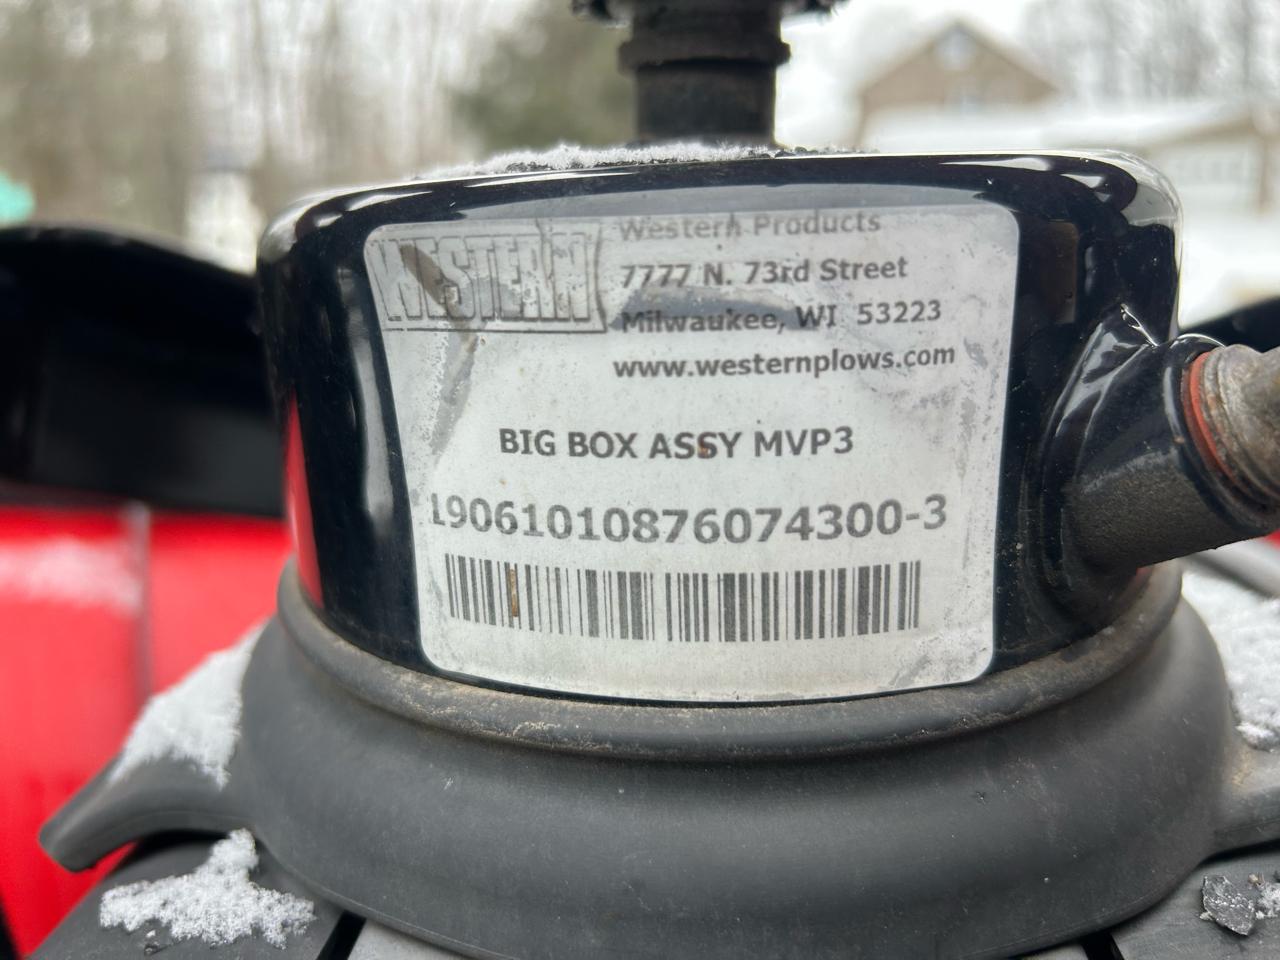 WESTERN
Western Products
7777 N. 73rd Street
Milwaukee, WI 53223
www.westernplows.com
BIG BOX ASSY MVP3
19061010876074300-3